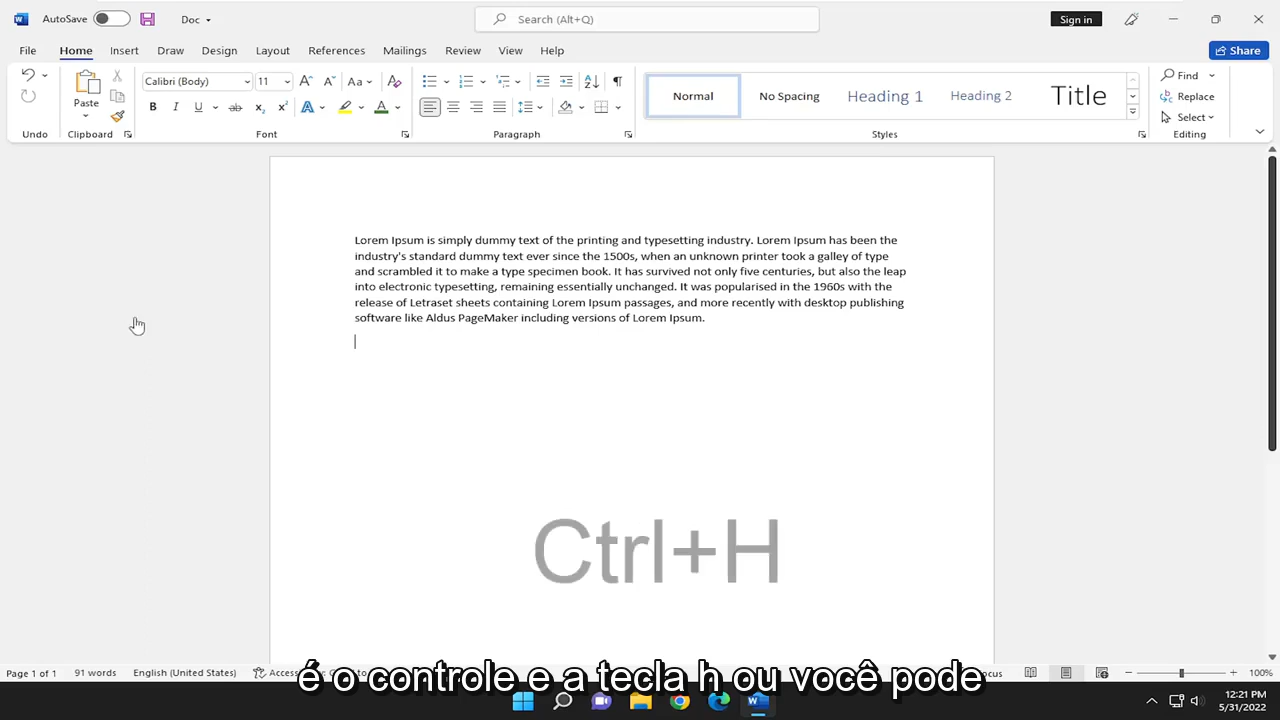 AutoSave
Doc
Search (Alt+Q)
Sign in
File Home Insert Draw Design Layout References Mailings Review View Help
Share
Paste
Calibri (Body) 11
Aa
Normal
No Spacing
Heading 1
Heading 2
Title
Find
Replace
Select
Undo
Clipboard
Font
Paragraph
Styles
Editing
Lorem Ipsum is simply dummy text of the printing and typesetting industry. Lorem Ipsum has been the
industry's standard dummy text ever since the 1500s, when an unknown printer took a galley of type
and scrambled it to make a type specimen book. It has survived not only five centuries, but also the leap
into electronic typesetting, remaining essentially unchanged. It was popularised in the 1960s with the
release of Letraset sheets containing Lorem Ipsum passages, and more recently with desktop publishing
software like Aldus PageMaker including versions of Lorem Ipsum.
Ctrl+H
é o controle e a tecla h ou você pode
Page 1 of 1 91 words English (United States) 100%
12:21 PM
5/31/2022